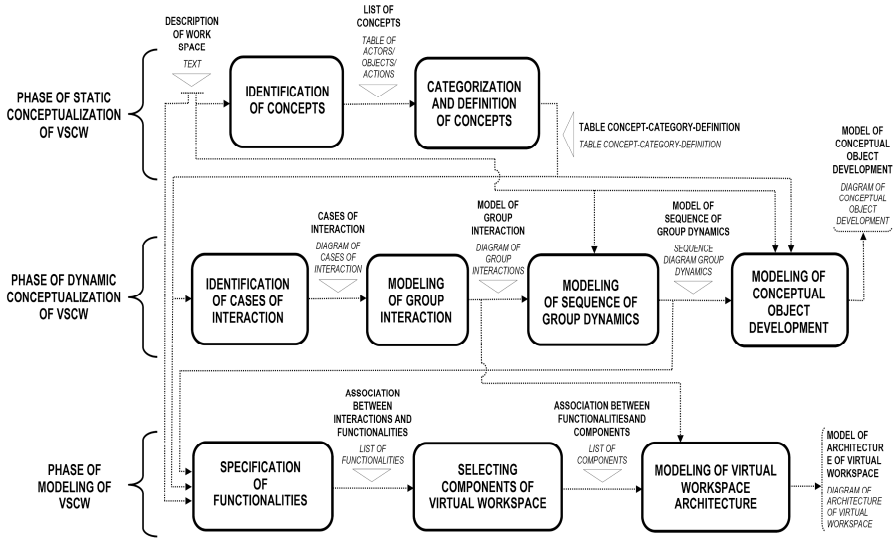 DESCRIPTION
OF WORK
SPACE
TEXT
LIST OF
CONCEPTS
TABLE OF
ACTORS/
OBJECTS/
ACTIONS
PHASE OF STATIC
CONCEPTUALIZATION
OF VSCW
IDENTIFICATION
OF CONCEPTS
CATEGORIZATION
AND DEFINITION
OF CONCEPTS
TABLE CONCEPT-CATEGORY-DEFINITION
TABLE CONCEPT-CATEGORY-DEFINITION
MODEL OF
CONCEPTUAL
OBJECT
DEVELOPMENT
DIAGRAM OF
CONCEPTUAL
OBJECT
DEVELOPMENT
PHASE OF DYNAMIC
CONCEPTUALIZATION
OF VSCW
CASES OF
INTERACTION
DIAGRAM OF
CASES OF
INTERACTION
MODEL OF
GROUP
INTERACTION
DIAGRAM OF
GROUP
INTERACTIONS
MODEL OF
SEQUENCE OF
GROUP DYNAMICS
SEQUENCE
DIAGRAM GROUP
DYNAMICS
IDENTIFICATION
OF CASES OF
INTERACTION
MODELING
OF GROUP
INTERACTION
MODELING
OF SEQUENCE OF
GROUP DYNAMICS
MODELING OF
CONCEPTUAL
OBJECT
DEVELOPMENT
PHASE OF
MODELING OF
VSCW
ASSOCIATION
BETWEEN
INTERACTIONS AND
FUNCTIONALITIES
LIST OF
FUNCTIONALITIES
ASSOCIATION BETWEEN
FUNCTIONALITIESAND
COMPONENTS
LIST OF
COMPONENTS
SPECIFICATION
OF
FUNCTIONALITIES
SELECTING
COMPONENTS OF
VIRTUAL WORKSPACE
MODELING OF VIRTUAL
WORKSPACE
ARCHITECTURE
MODEL OF
ARCHITECTUR
E OF VIRTUAL
WORKSPACE
DIAGRAM OF
ARCHITECTURE
OF VIRTUAL
WORKSPACE